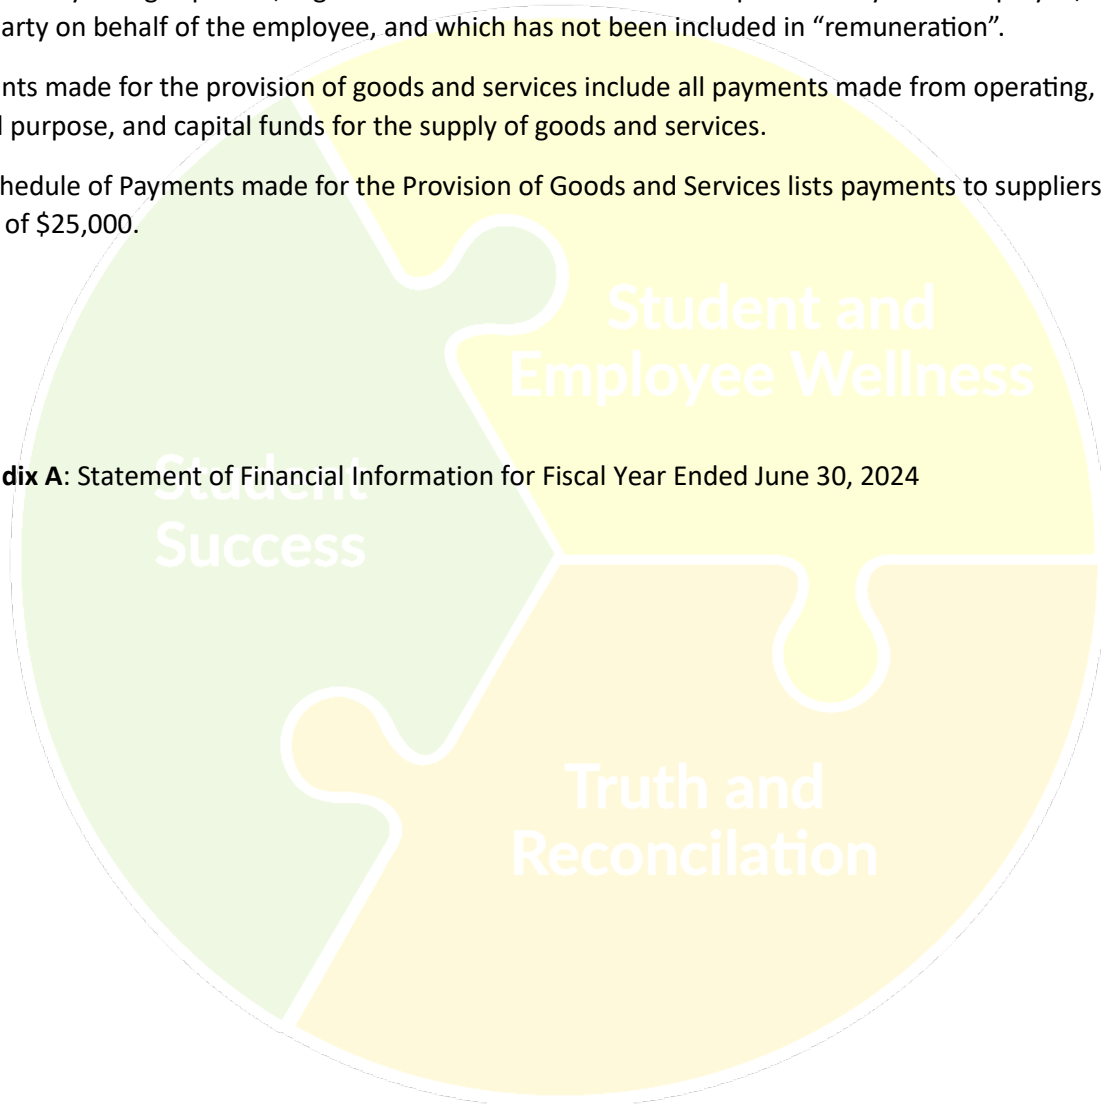 arty on behalf of the employee, and which has not been included in “remuneration”.
nts made for the provision of goods and services include all payments made from operating,
l purpose, and capital funds for the supply of goods and services.
hedule of Payments made for the Provision of Goods and Services lists payments to suppliers
of $25,000.
Student and
Employee Wellness
dix A: Statement of Financial Information for Fiscal Year Ended June 30, 2024
Student
Success
Truth and
Reconcilation